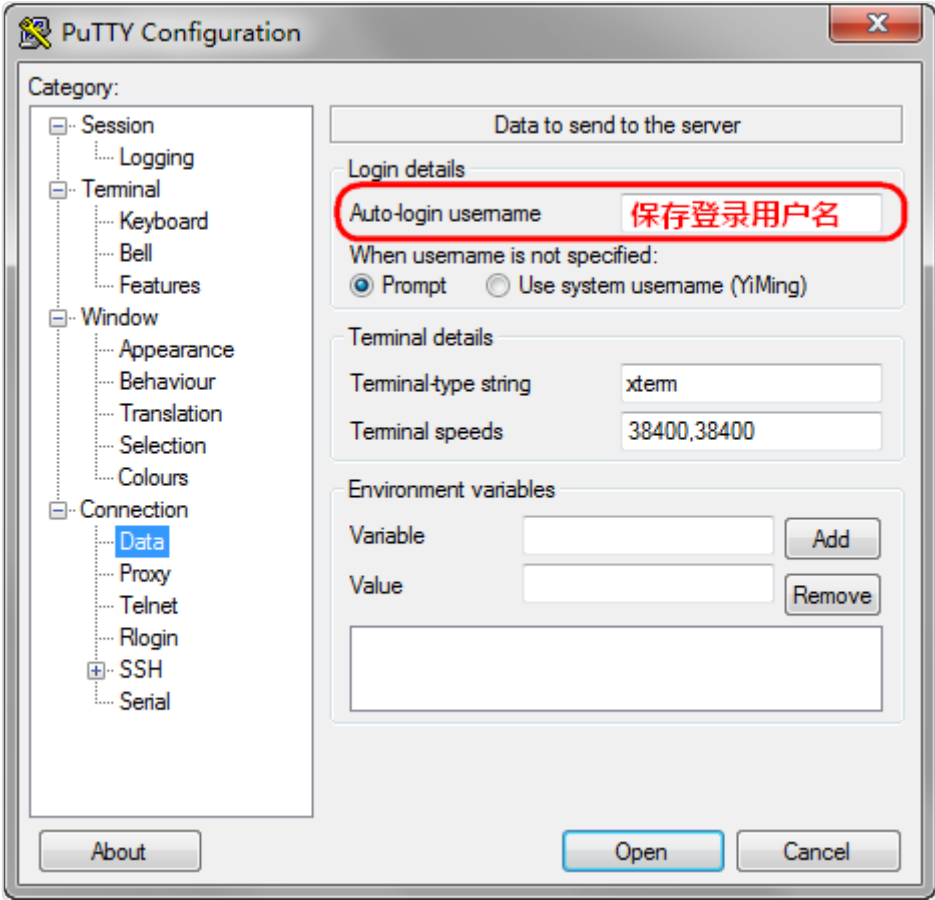 PuTTY Configuration
Category:
Session
Logging
Terminal
Keyboard
Bell
Features
Window
Appearance
Behaviour
Translation
Selection
Colours
Connection
Data
Proxy
Telnet
Rlogin
SSH
Serial
Data to send to the server
Login details
Auto-login username 保存登录用户名
When username is not specified:
Prompt Use system username (YiMing)
Terminal details
Terminal-type string xterm
Terminal speeds 38400,38400
Environment variables
Variable Add
Value Remove
About Open Cancel